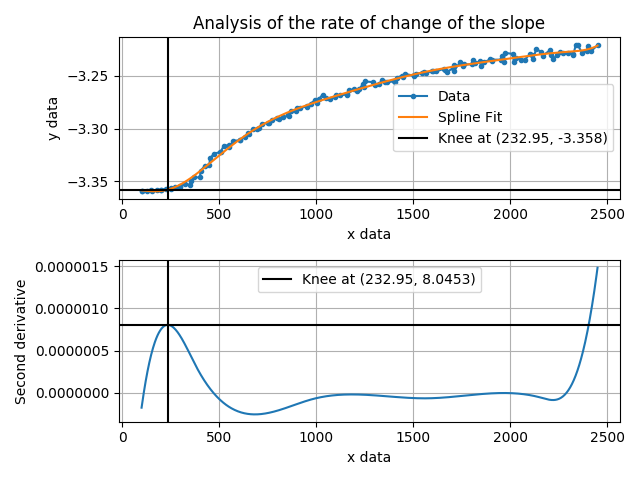 Analysis of the rate of change of the slope
y data
−3.25
−3.30
−3.35
Data
Spline Fit
Knee at (232.95, -3.358)
0
500
1000
1500
2000
2500
x data
Second derivative
0.0000015
0.0000010
0.0000005
0.0000000
Knee at (232.95, 8.0453)
0
500
1000
1500
2000
2500
x data